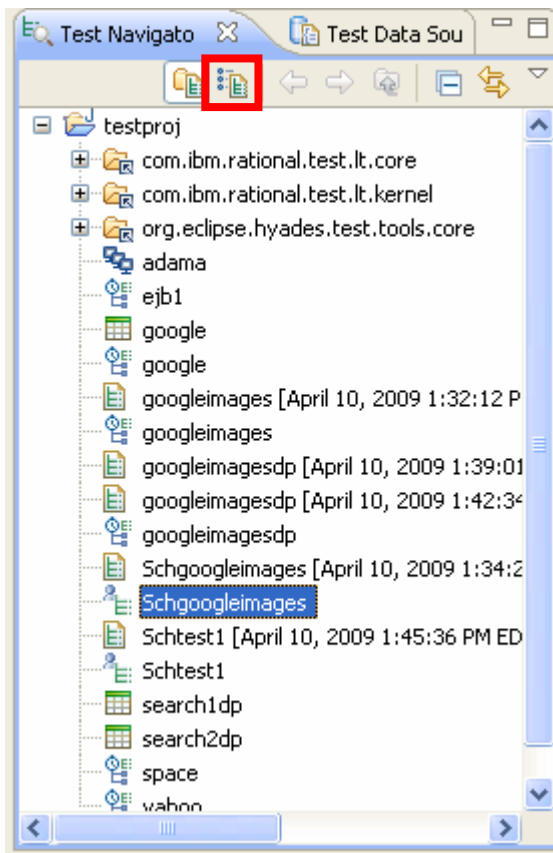 Test Navigato
Test Data Sou
testproj
com.ibm.rational.test.lt.core
com.ibm.rational.test.lt.kernel
org.eclipse.hyades.test.tools.core
adama
ejb1
google
google
googleimages [April 10, 2009 1:32:12 P
googleimages
googleimagesdp [April 10, 2009 1:39:01
googleimagesdp [April 10, 2009 1:42:34
googleimagesdp
Schgoogleimages [April 10, 2009 1:34:2
Schgoogleimages
Schtest1 [April 10, 2009 1:45:36 PM ED
Schtest1
search1dp
search2dp
space
yahoo